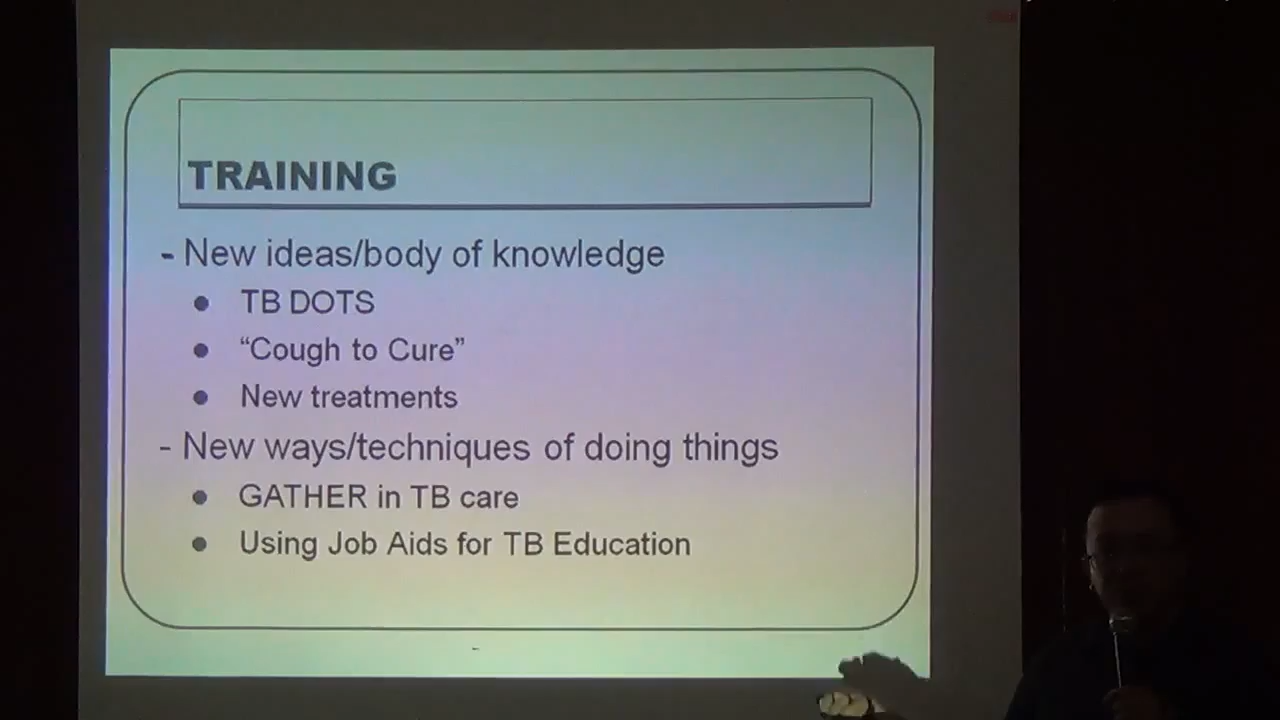 TRAINING
- New ideas/body of knowledge
● TB DOTS
● “Cough to Cure”
● New treatments
- New ways/techniques of doing things
● GATHER in TB care
● Using Job Aids for TB Education